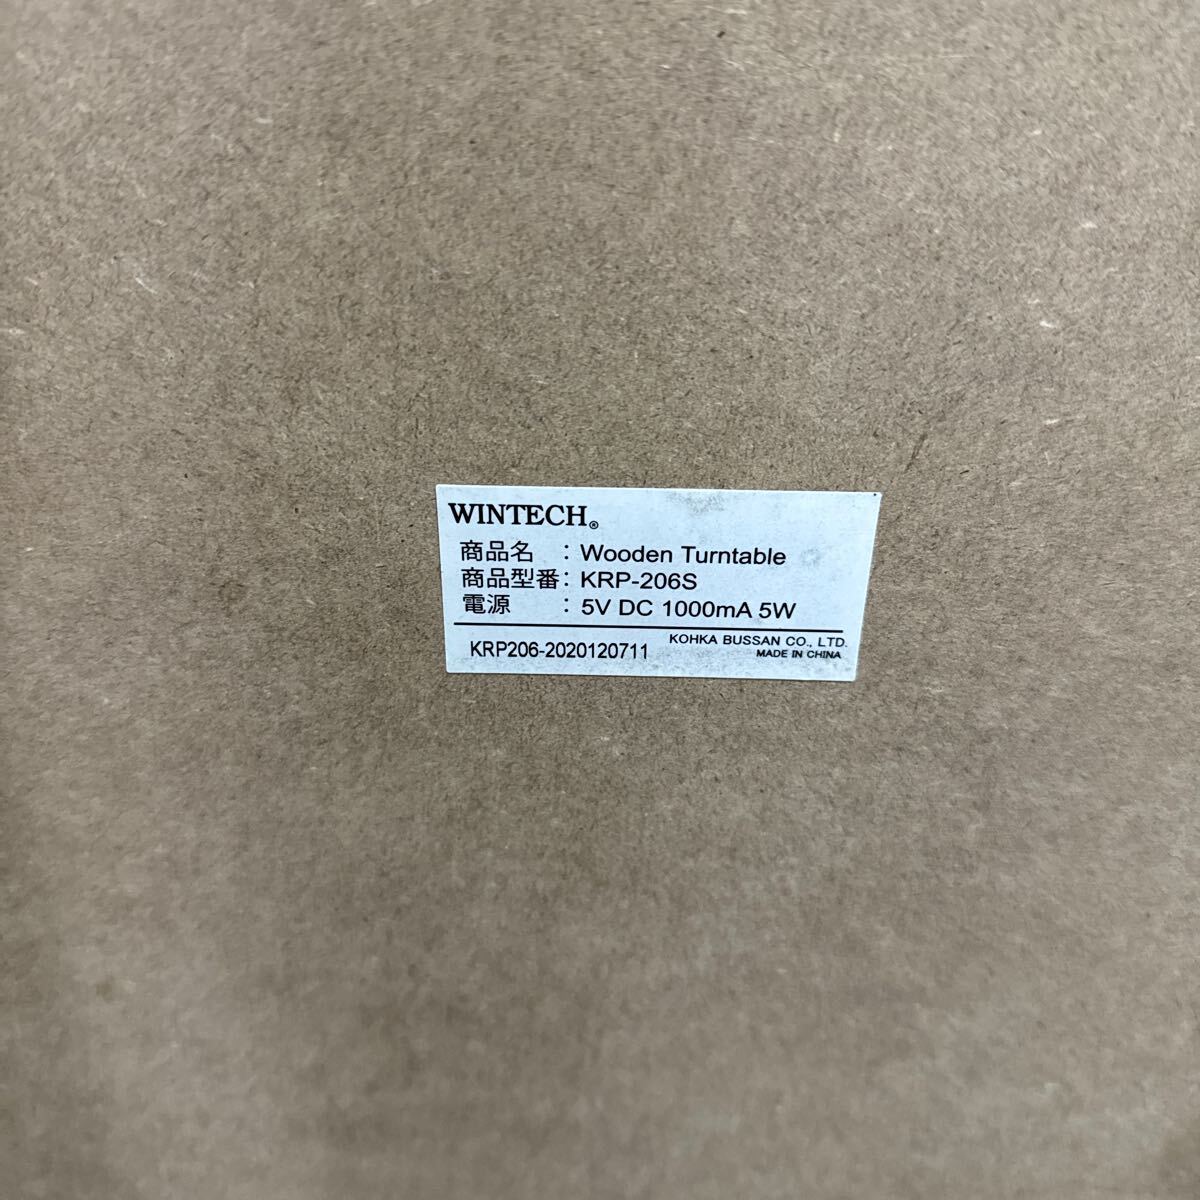 WINTECH®
商品名 : Wooden Turntable
商品型番: KRP-206S
電源 : 5V DC 1000mA 5W
KRP206-2020120711
KOHKA BUSSAN CO., LTD.
MADE IN CHINA